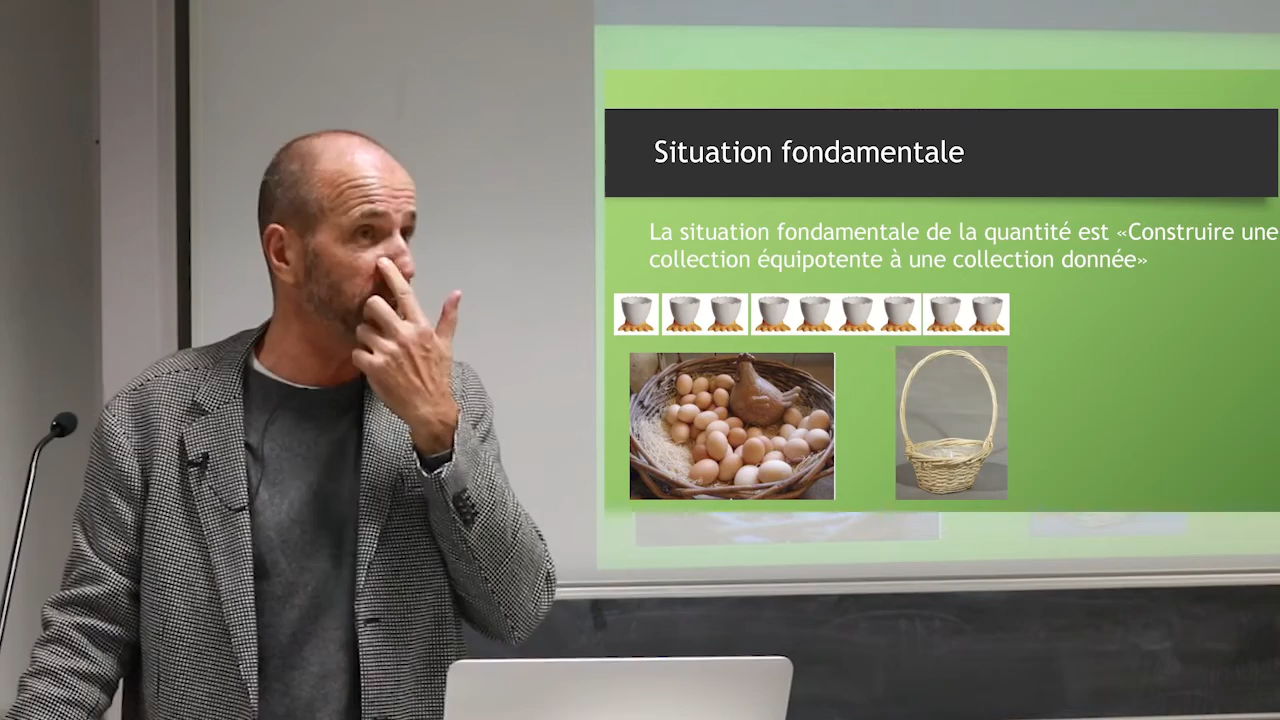 Situation fondamentale
La situation fondamentale de la quantité est «Construire une
collection équipotente à une collection donnée»